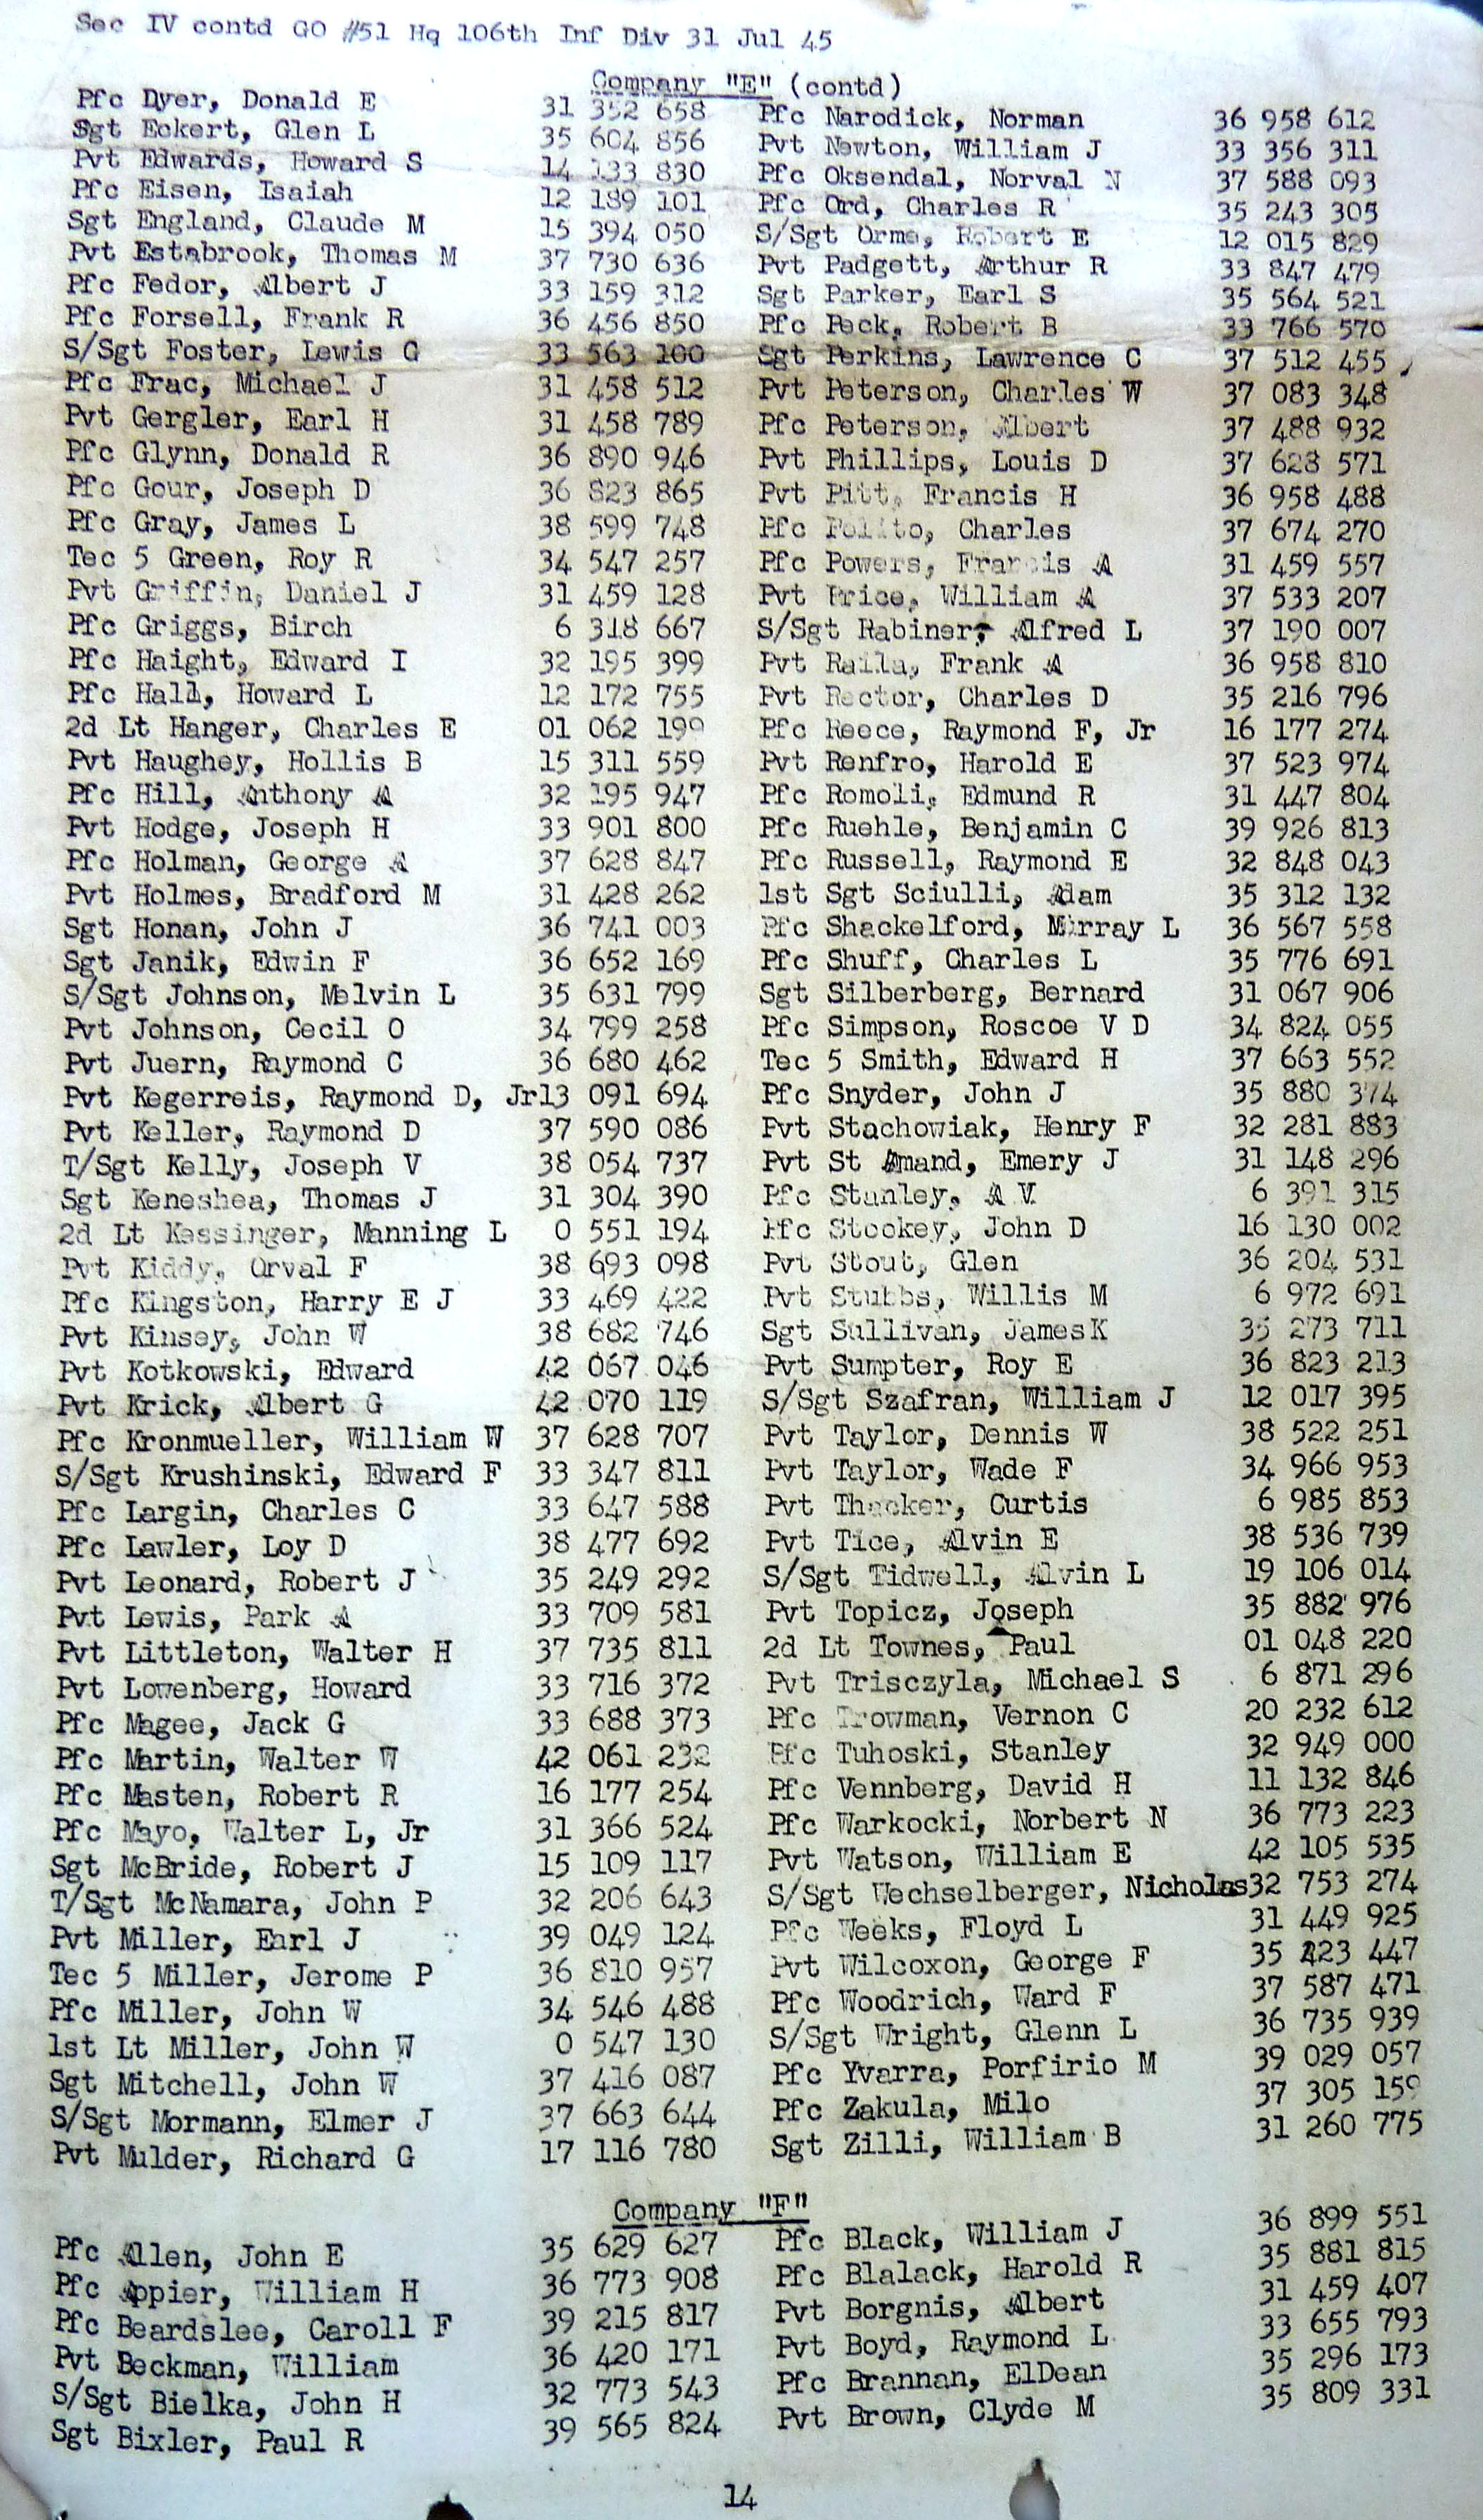 Sec IV contd GO #51 Hq 106th Inf Div 31 Jul 45
Company "E" (contd)
Pfc Dyer, Donald E 31 352 658
Sgt Eckert, Glen L 35 604 856
Pvt Edwards, Howard S 14 133 830
Pfc Eisen, Isaiah 12 189 101
Sgt England, Claude M 15 394 050
Pvt Estabrook, Thomas M 37 730 636
Pfc Fedor, Albert J 33 159 312
Pfc Forsell, Frank R 36 456 850
S/Sgt Foster, Lewis G 33 563 100
Pfc Frac, Michael J 31 458 512
Pvt Gergler, Earl H 31 458 789
Pfc Glynn, Donald R 36 890 946
Pfc Gour, Joseph D 36 823 865
Pfc Gray, James L 38 599 748
Tec 5 Green, Roy R 34 547 257
Pvt Griffin, Daniel J 31 459 128
Pfc Griggs, Birch 6 318 667
Pfc Haight, Edward I 32 195 399
Pfc Hall, Howard L 12 172 755
2d Lt Hanger, Charles E 01 062 199
Pvt Haughey, Hollis B 15 311 559
Pfc Hill, Anthony A 32 195 947
Pvt Hodge, Joseph H 33 901 800
Pfc Holman, George A 37 628 847
Pvt Holmes, Bradford M 31 428 262
Sgt Honan, John J 36 741 003
Sgt Janik, Edwin F 36 652 169
S/Sgt Johnson, Melvin L 35 631 799
Pvt Johnson, Cecil O 34 799 258
Pvt Juern, Raymond C 36 680 462
Pvt Kegerreis, Raymond D, Jr13 091 694
Pvt Keller, Raymond D 37 590 086
T/Sgt Kelly, Joseph V 38 054 737
Sgt Keneshea, Thomas J 31 304 390
2d Lt Kessinger, Manning L 0 551 194
Pvt Kiddy, Orval F 38 693 098
Pfc Kingston, Harry E J 33 469 422
Pvt Kinsey, John W 38 682 746
Pvt Kotkowski, Edward 42 067 046
Pvt Krick, Albert G 42 070 119
Pfc Kronmueller, William W 37 628 707
S/Sgt Krushinski, Edward F 33 347 811
Pfc Largin, Charles C 33 647 588
Pfc Lawler, Loy D 38 477 692
Pvt Leonard, Robert J 35 249 292
Pvt Lewis, Park A 33 709 581
Pvt Littleton, Walter H 37 735 811
Pvt Lowenberg, Howard 33 716 372
Pfc Magee, Jack G 33 688 373
Pfc Martin, Walter W 42 061 232
Pfc Masten, Robert R 16 177 254
Pfc Mayo, Walter L, Jr 31 366 524
Sgt McBride, Robert J 15 109 117
T/Sgt McNamara, John P 32 206 643
Pvt Miller, Earl J 39 049 124
Tec 5 Miller, Jerome P 36 810 957
Pfc Miller, John W 34 546 488
1st Lt Miller, John W 0 547 130
Sgt Mitchell, John W 37 416 087
S/Sgt Mormann, Elmer J 37 663 644
Pvt Mulder, Richard G 17 116 780
Pfc Narodick, Norman 36 958 612
Pvt Newton, William J 33 356 311
Pfc Oksendal, Norval N 37 588 093
Pfc Ord, Charles R 35 243 305
S/Sgt Orme, Robert E 12 015 829
Pvt Padgett, Arthur R 33 847 479
Sgt Parker, Earl S 35 564 521
Pfc Peck, Robert B 33 766 570
Sgt Perkins, Lawrence C 37 512 455
Pvt Peterson, Charles W 37 083 348
Pfc Peterson, Albert 37 488 932
Pvt Phillips, Louis D 37 628 571
Pvt Pitt, Francis H 36 958 488
Pfc Polito, Charles 37 674 270
Pfc Powers, Francis A 31 459 557
Pvt Price, William A 37 533 207
S/Sgt Rabiner, Alfred L 37 190 007
Pvt Railla, Frank A 36 958 810
Pvt Rector, Charles D 35 216 796
Pfc Reece, Raymond F, Jr 16 177 274
Pvt Renfro, Harold E 37 523 974
Pfc Romoli, Edmund R 31 447 804
Pfc Ruehle, Benjamin C 39 926 813
Pfc Russell, Raymond E 32 848 043
1st Sgt Sciulli, Adam 35 312 132
Pfc Shackelford, Murray L 36 567 558
Pfc Shuff, Charles L 35 776 691
Sgt Silberberg, Bernard 31 067 906
Pfc Simpson, Roscoe V D 34 824 055
Tec 5 Smith, Edward H 37 663 552
Pfc Snyder, John J 35 880 374
Pvt Stachowiak, Henry F 32 281 883
Pvt St Amand, Emery J 31 148 296
Pfc Stanley, A V 6 391 315
Pfc Stookey, John D 16 130 002
Pvt Stout, Glen 36 204 531
Pvt Stubbs, Willis M 6 972 691
Sgt Sullivan, James K 35 273 711
Pvt Sumpter, Roy E 36 823 213
S/Sgt Szafran, William J 12 017 395
Pvt Taylor, Dennis W 38 522 251
Pvt Taylor, Wade F 34 966 953
Pvt Thacker, Curtis 6 985 853
Pvt Tice, Alvin E 38 536 739
S/Sgt Tidwell, Alvin L 19 106 014
Pvt Topicz, Joseph 35 882 976
2d Lt Townes, Paul 01 048 220
Pvt Trisczyla, Michael S 6 871 296
Pfc Trowman, Vernon C 20 232 612
Pfc Tuhoski, Stanley 32 949 000
Pfc Vennberg, David H 11 132 846
Pfc Warkocki, Norbert N 36 773 223
Pvt Watson, William E 42 105 535
S/Sgt Wechselberger, Nicholas32 753 274
Pfc Weeks, Floyd L 31 449 925
Pvt Wilcoxon, George F 35 223 447
Pfc Woodrich, Ward F 37 587 471
S/Sgt Wright, Glenn L 36 735 939
Pfc Yvarra, Porfirio M 39 029 057
Pfc Zakula, Milo 37 305 159
Sgt Zilli, William B 31 260 775
Company "F"
Pfc Allen, John E 35 629 627
Pfc Appier, William H 36 773 908
Pfc Beardslee, Caroll F 39 215 817
Pvt Beckman, William 36 420 171
S/Sgt Bielka, John H 32 773 543
Sgt Bixler, Paul R 39 565 824
Pfc Black, William J 36 899 551
Pfc Blalack, Harold R 35 881 815
Pvt Borgnis, Albert 31 459 407
Pvt Boyd, Raymond L 33 655 793
Pfc Brannan, ElDean 35 296 173
Pvt Brown, Clyde M 35 809 331
14